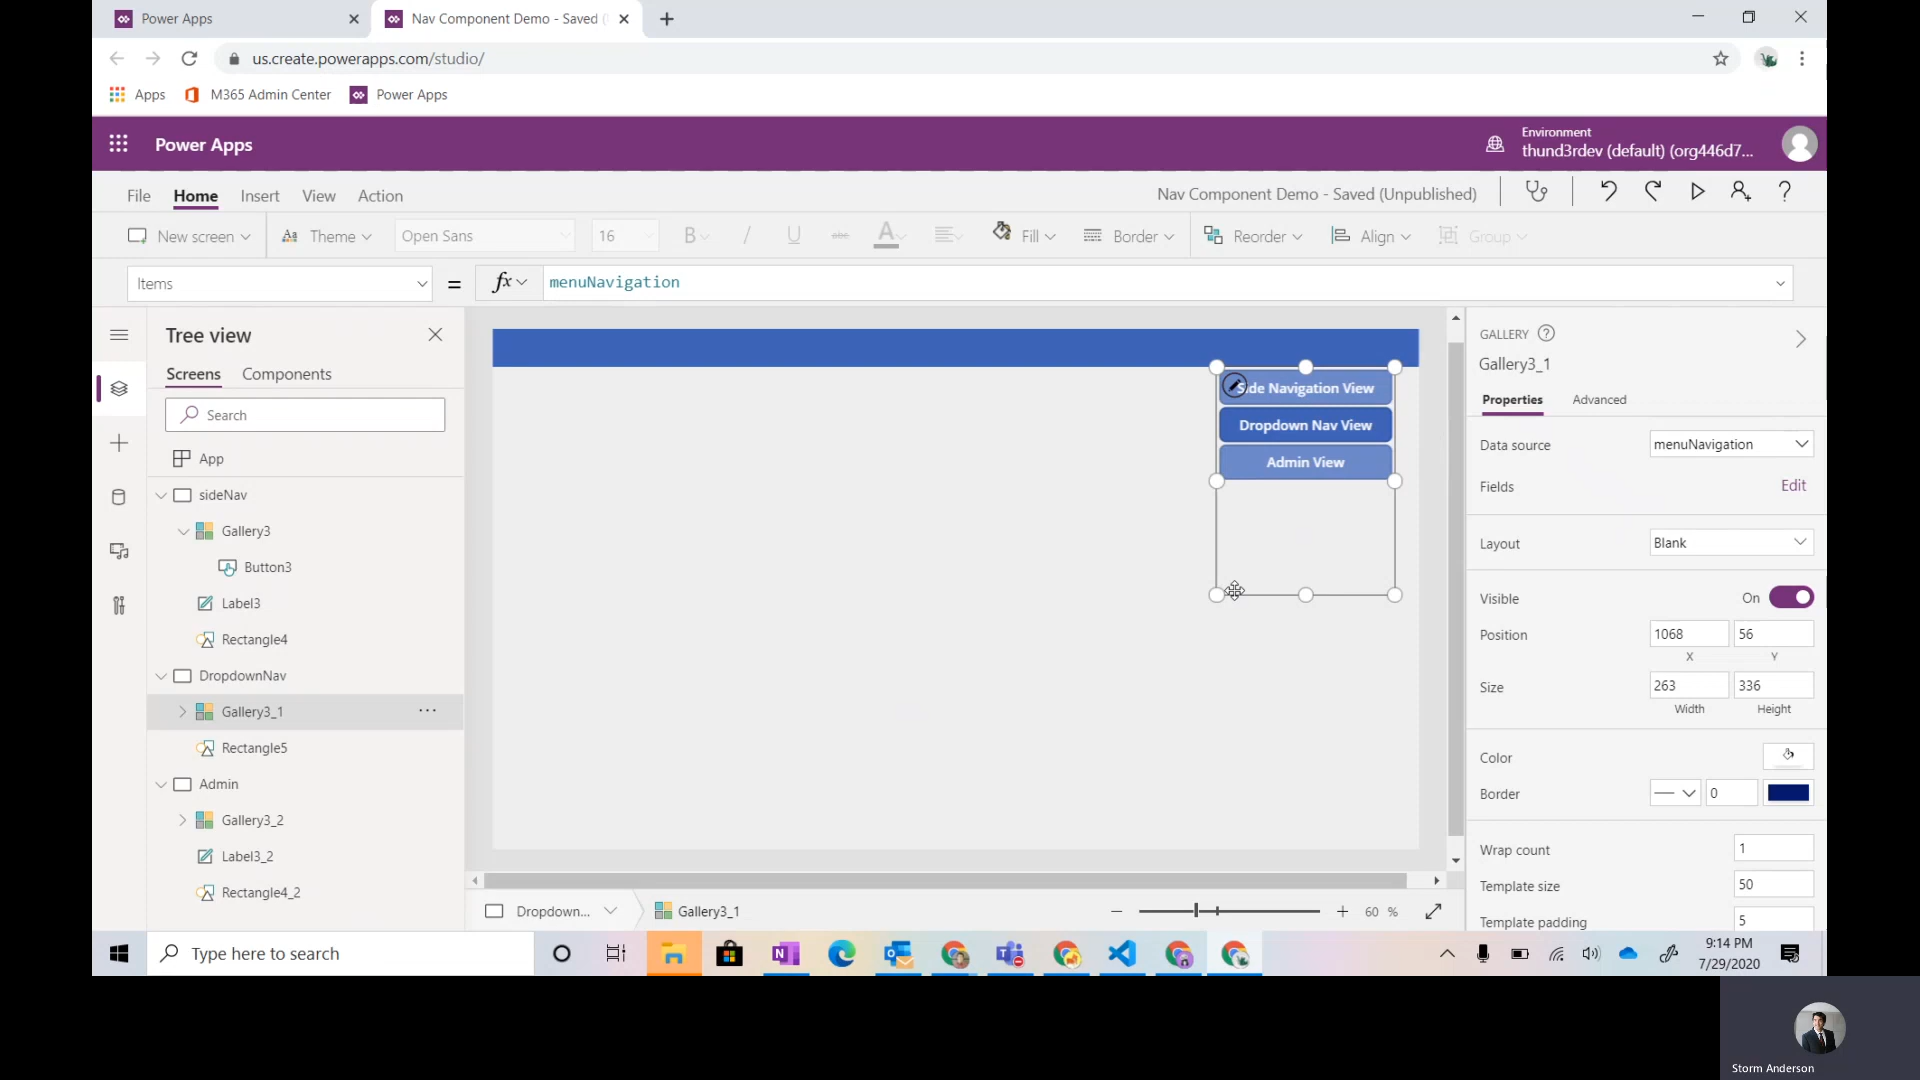 Power Apps
Nav Component Demo - Saved (
us.create.powerapps.com/studio/
Apps
M365 Admin Center
Power Apps
Power Apps
Environment
thund3rdev (default) (org446d7...
File
Home
Insert
View
Action
Nav Component Demo - Saved (Unpublished)
New screen
Theme
Open Sans
16
B
I
U
abc
A
Fill
Border
Reorder
Align
Group
Items
=
fx
menuNavigation
Tree view
Screens
Components
Search
App
sideNav
Gallery3
Button3
Label3
Rectangle4
DropdownNav
Gallery3_1
Rectangle5
Admin
Gallery3_2
Label3_2
Rectangle4_2
Side Navigation View
Dropdown Nav View
Admin View
Dropdown...
Gallery3_1
60 %
GALLERY
Gallery3_1
Properties
Advanced
Data source
menuNavigation
Fields
Edit
Layout
Blank
Visible
On
Position
1068
56
X
Y
Size
263
336
Width
Height
Color
Border
0
Wrap count
1
Template size
50
Template padding
5
Type here to search
9:14 PM
7/29/2020
Storm Anderson